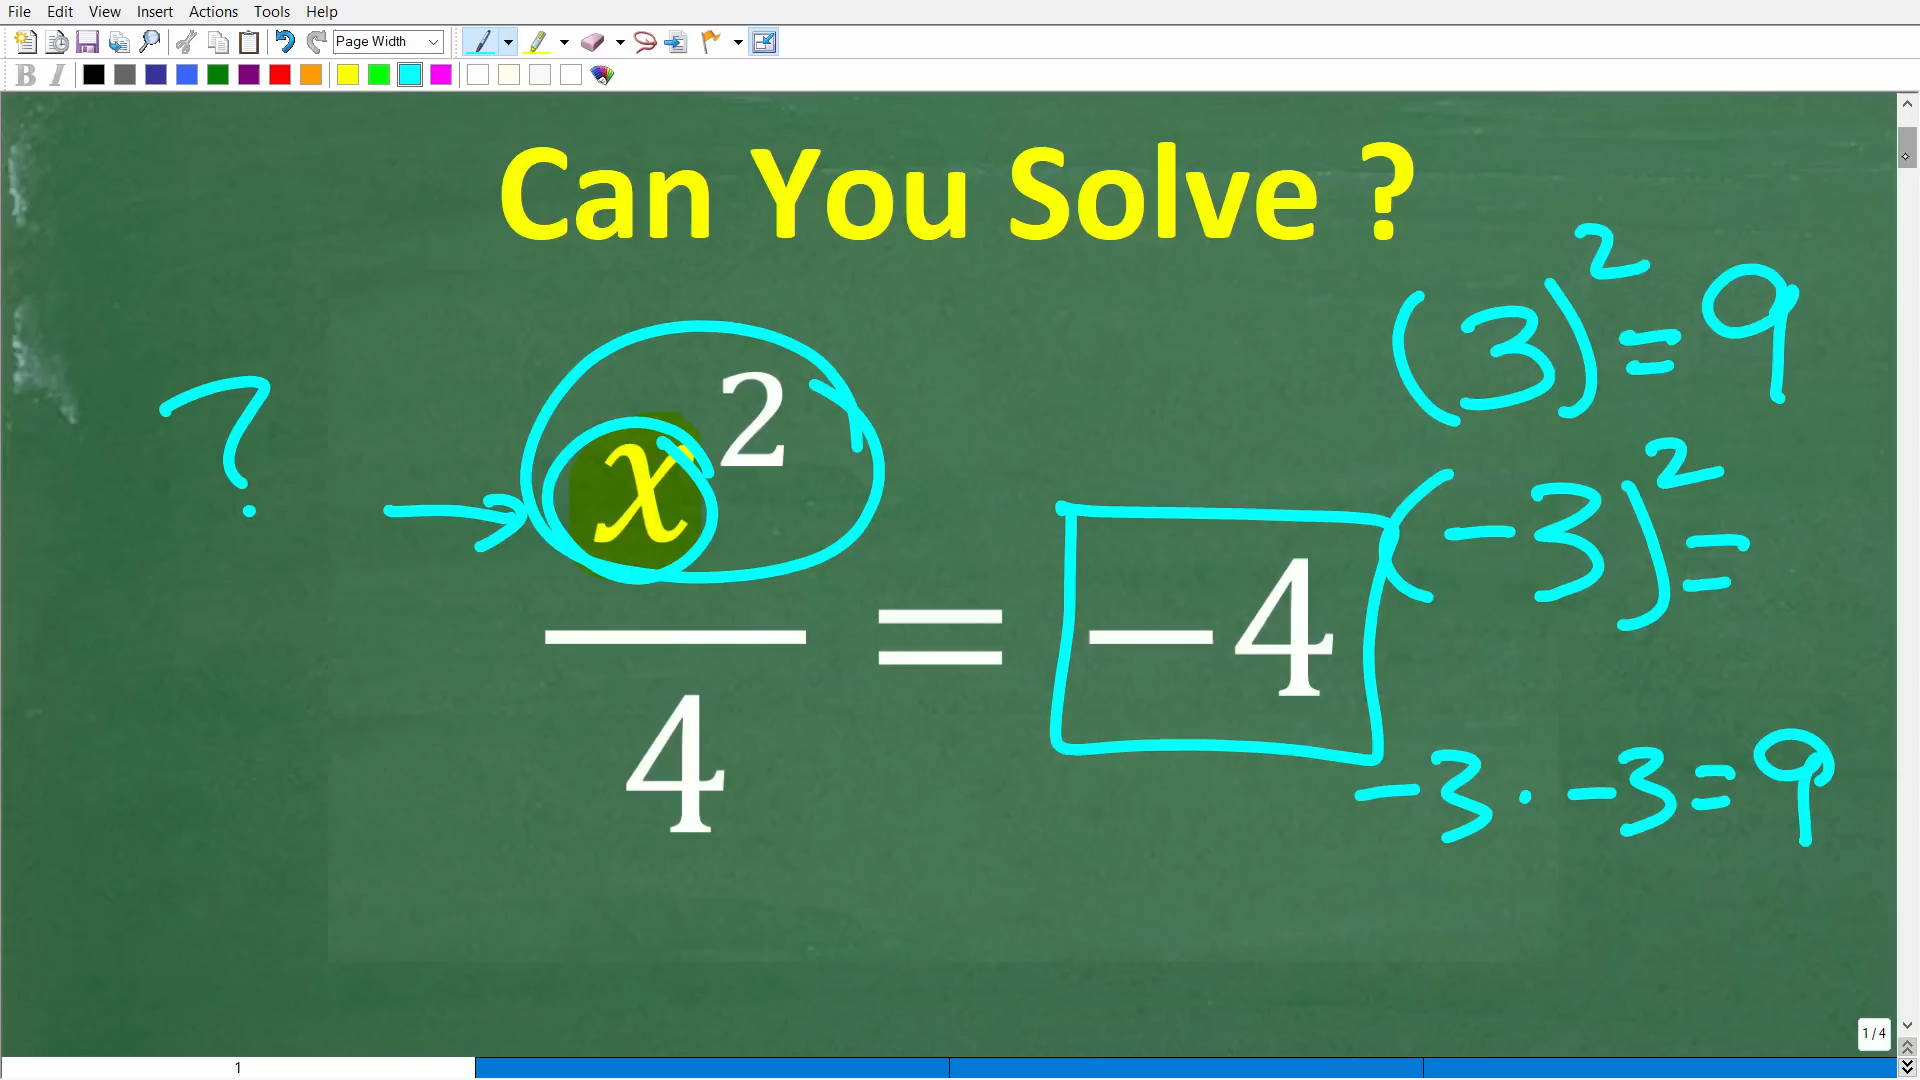 File Edit View Insert Actions Tools Help
Page Width
B I
Can You Solve ?
(3)² = 9
?
x²
(-3)² =
4
= -4
-3 · -3 = 9
1 / 4
1